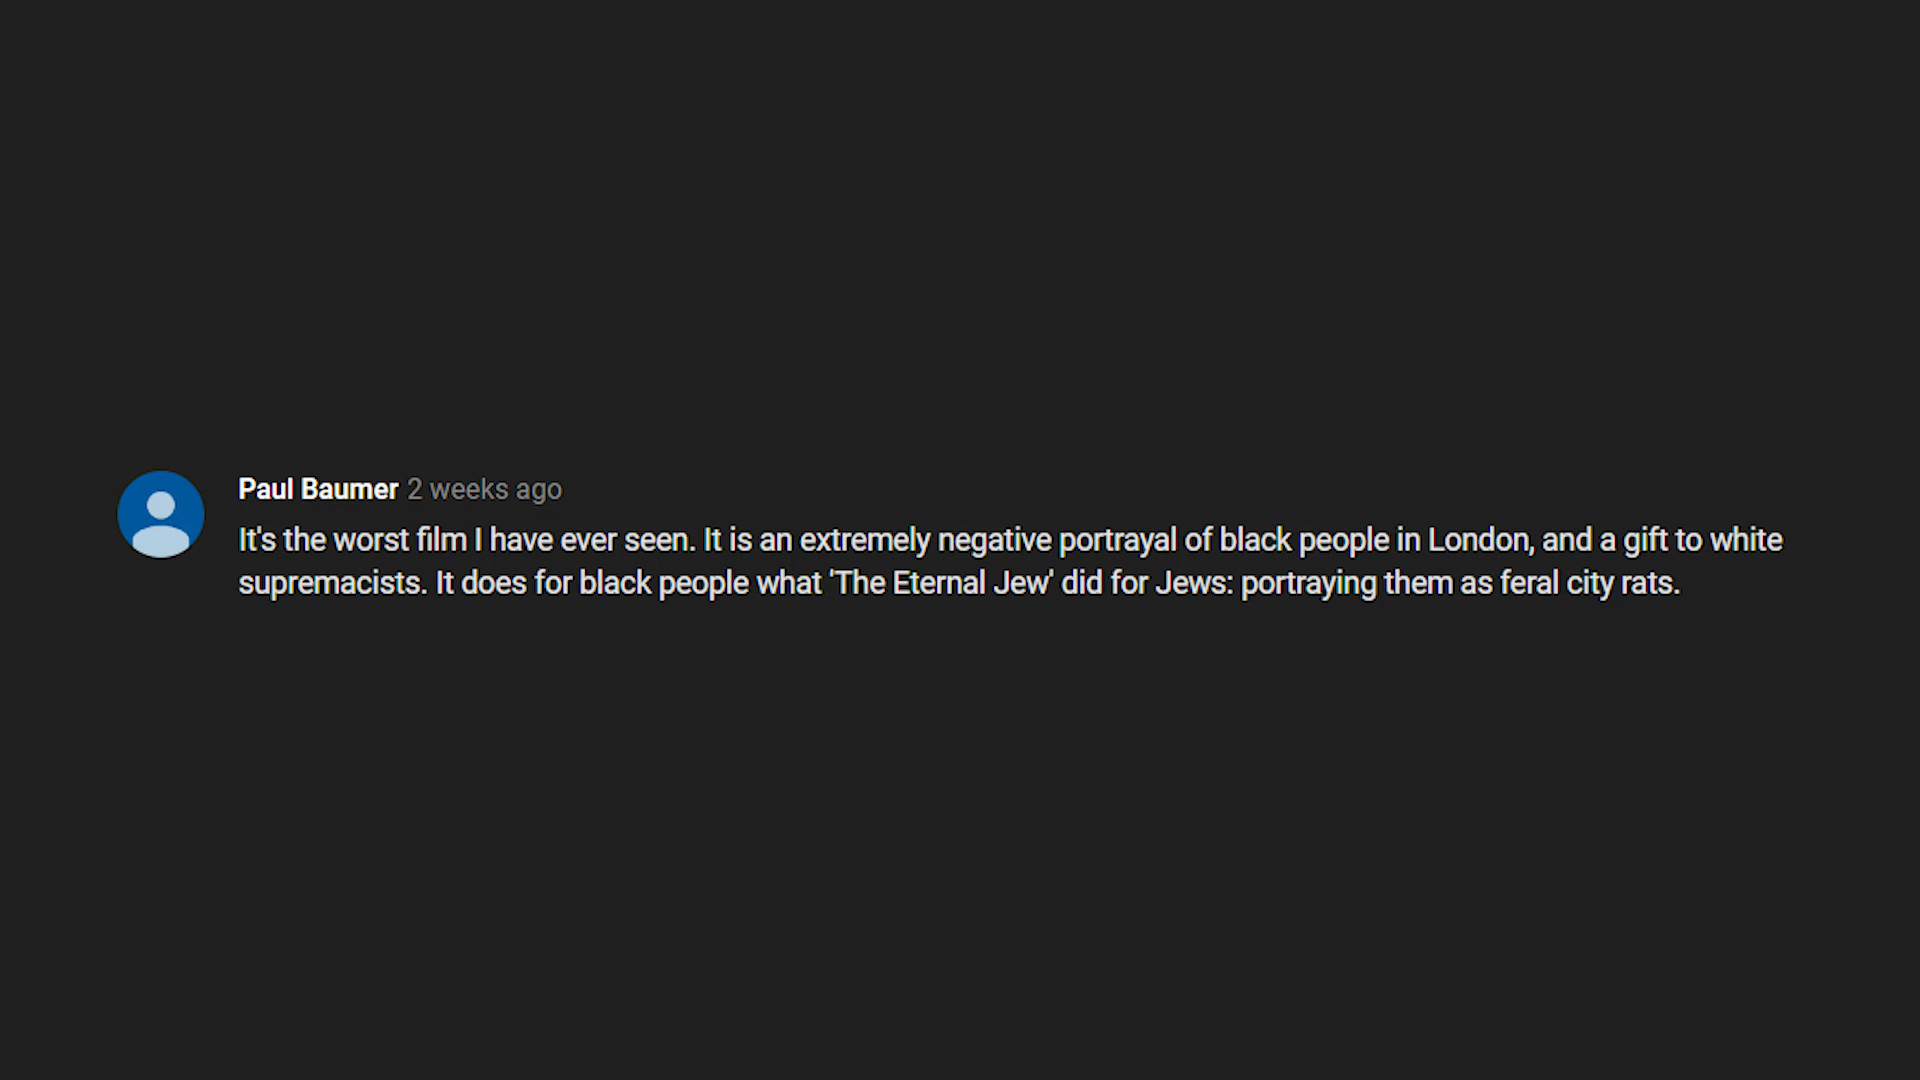 Paul Baumer 2 weeks ago
It's the worst film I have ever seen. It is an extremely negative portrayal of black people in London, and a gift to white
supremacists. It does for black people what 'The Eternal Jew' did for Jews: portraying them as feral city rats.